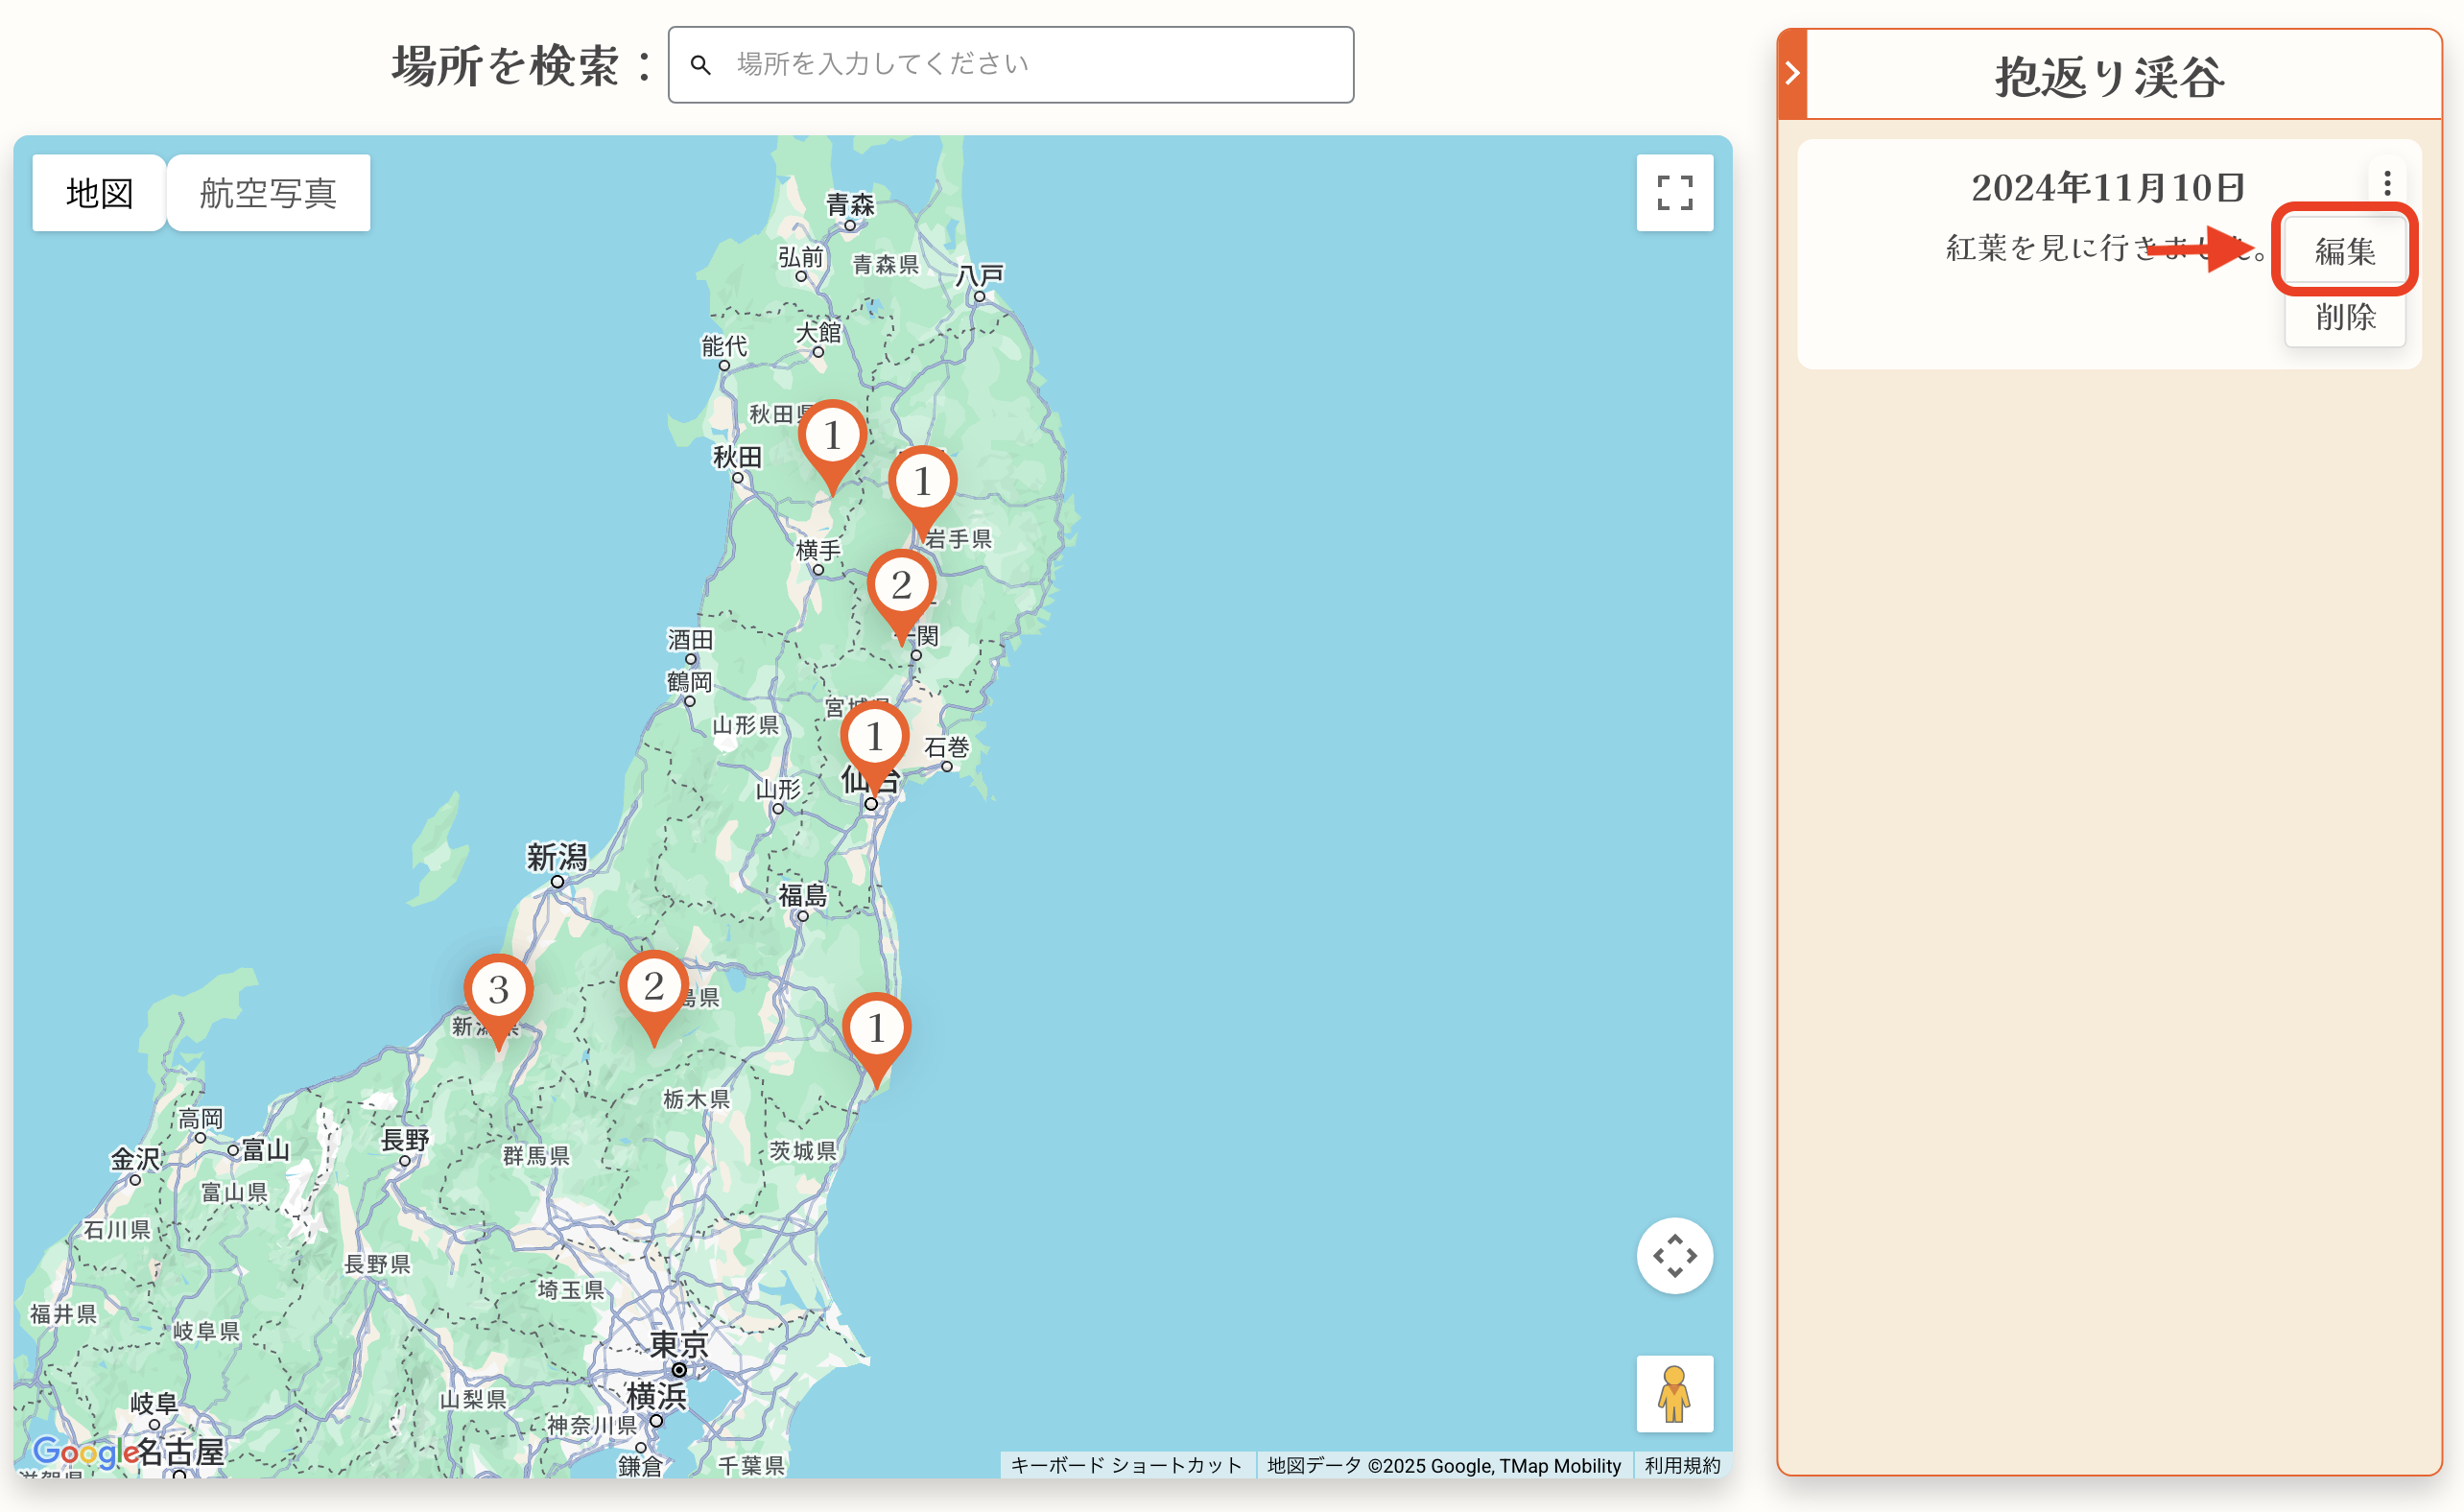 場所を検索：
場所を入力してください
地図
航空写真
青森
弘前
青森県
八戸
大館
能代
秋田県
1
秋田
1
岩手県
横手
2
一関
酒田
鶴岡
宮城県
山形県
1
石巻
仙台
山形
新潟
福島
3
2
島県
1
新潟県
栃木県
高岡
富山
長野
金沢
群馬県
茨城県
富山県
石川県
長野県
埼玉県
福井県
岐阜県
東京
横浜
岐阜
山梨県
神奈川県
Google
名古屋
鎌倉
千葉県
滋賀県
キーボード ショートカット
地図データ ©2025 Google, TMap Mobility
利用規約
抱返り渓谷
2024年11月10日
紅葉を見に行きました。
編集
削除